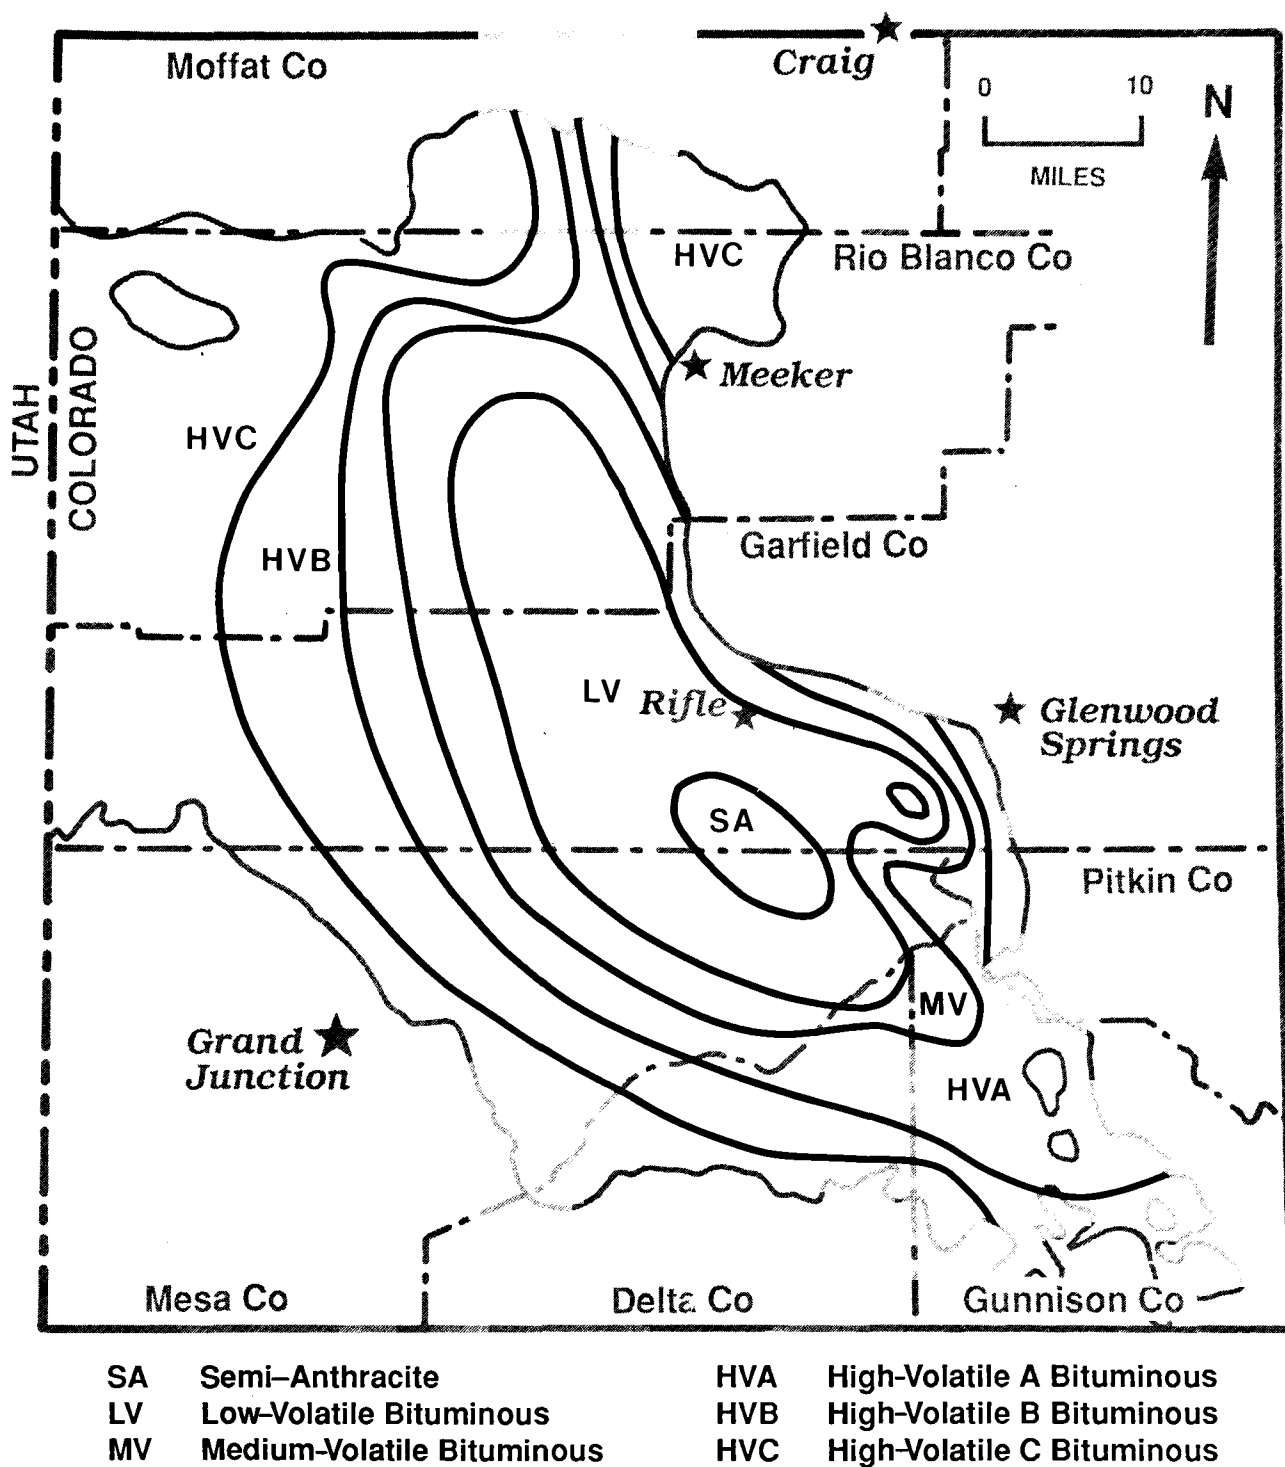 Craig
Moffat Co
0 10
MILES
N
HVC
Rio Blanco Co
UTAH
COLORADO
Meeker
HVC
HVB
Garfield Co
LV
Rifle
Glenwood
Springs
SA
Pitkin Co
MV
Grand
Junction
HVA
Mesa Co
Delta Co
Gunnison Co
SA Semi–Anthracite
LV Low–Volatile Bituminous
MV Medium–Volatile Bituminous
HVA High–Volatile A Bituminous
HVB High–Volatile B Bituminous
HVC High–Volatile C Bituminous